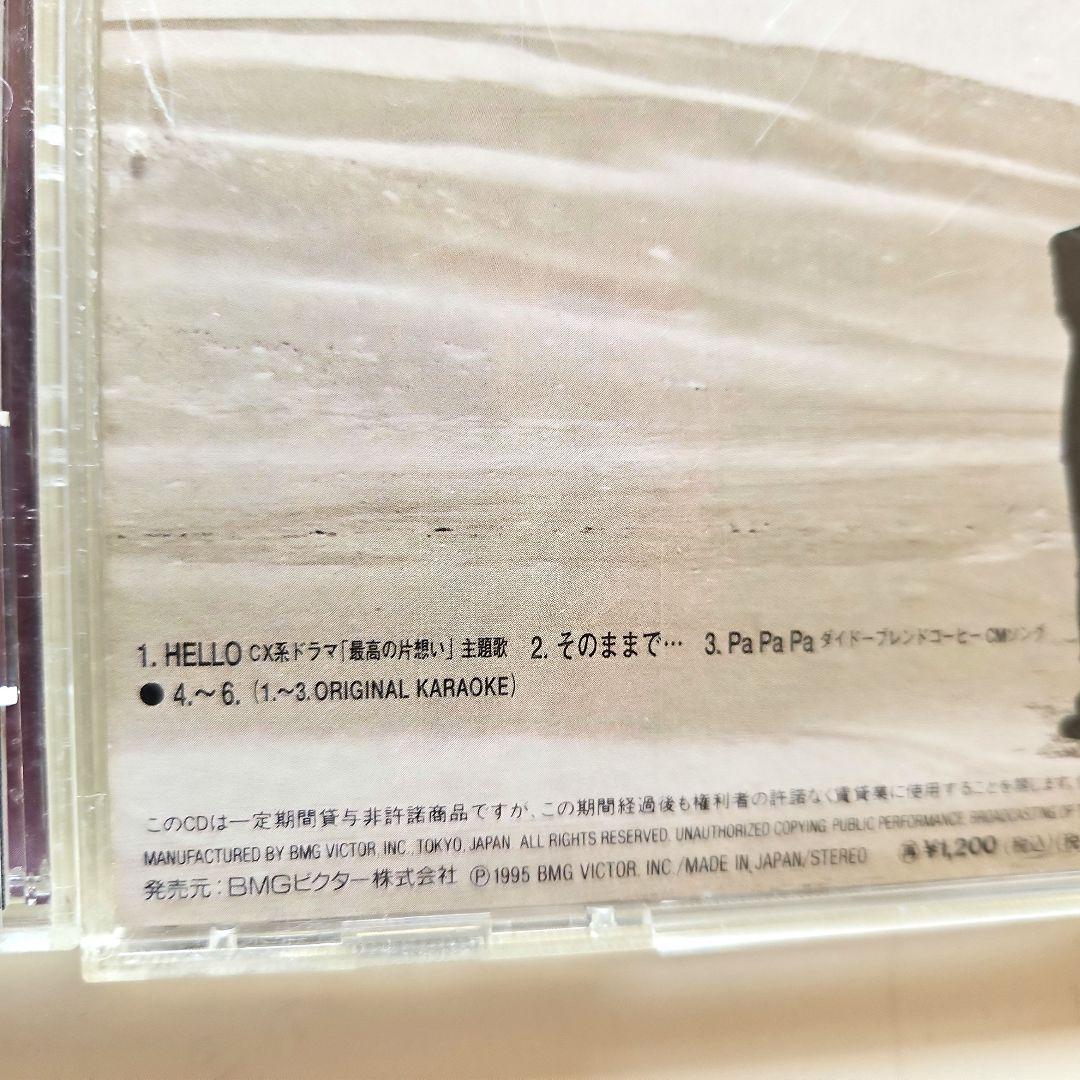 1. HELLO CX系ドラマ「最高の片想い」主題歌 2. そのままで… 3. Pa Pa Pa ダイドーブレンドコーヒーCMソング
● 4.〜6. (1.〜3. ORIGINAL KARAOKE)
このCDは一定期間貸与非許諾商品ですが、この期間経過後も権利者の許諾なく賃貸業に使用することを禁じます。
MANUFACTURED BY BMG VICTOR, INC., TOKYO, JAPAN. ALL RIGHTS RESERVED. UNAUTHORIZED COPYING, PUBLIC PERFORMANCE, BROADCASTING OF
発売元:BMGビクター株式会社 Ⓟ1995 BMG VICTOR, INC./MADE IN JAPAN/STEREO ¥1,200 (税込)